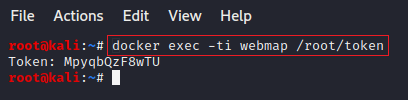 File Actions Edit View Help
root@kali:~# docker exec -ti webmap /root/token
Token: MpyqbQzF8wTU
root@kali:~#